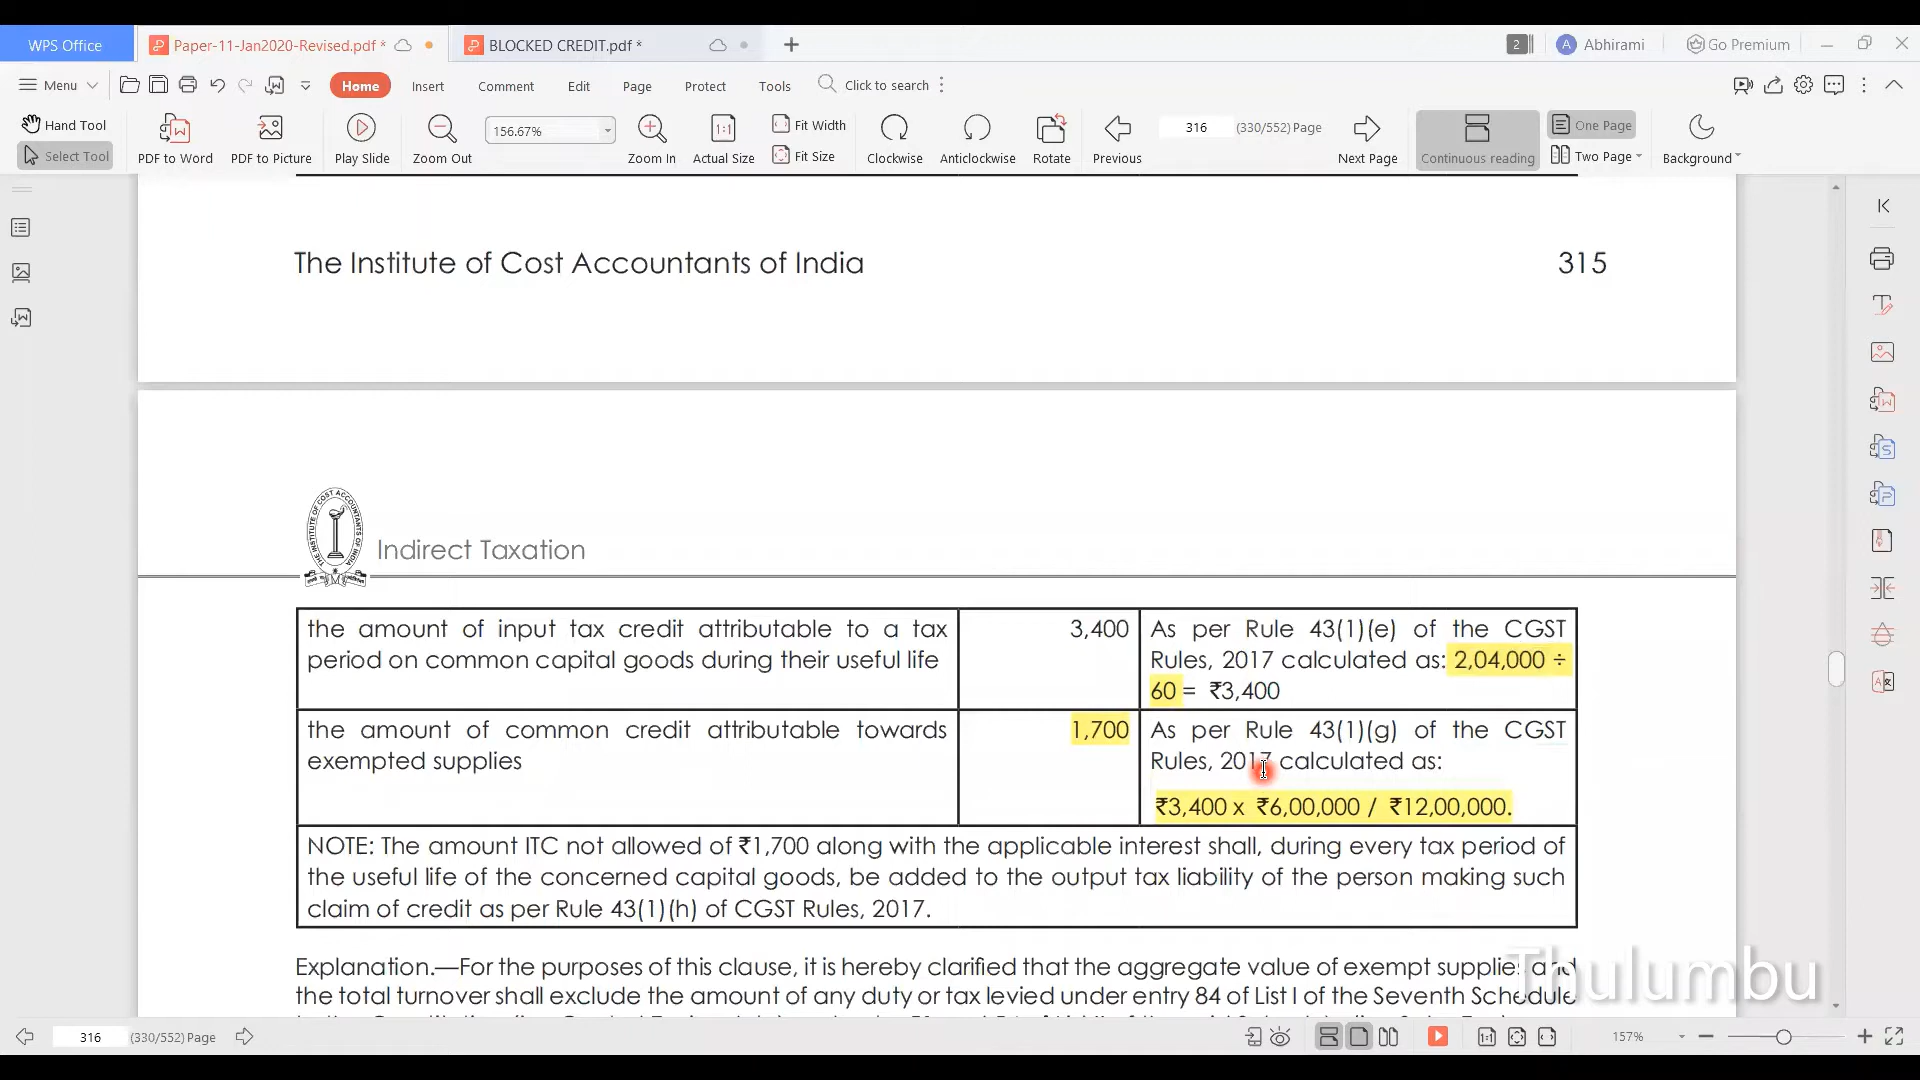 WPS Office
Paper-11-Jan2020-Revised.pdf *
BLOCKED CREDIT.pdf *
2
A
Abhirami
Go Premium
Menu
Home
Insert
Comment
Edit
Page
Protect
Tools
Click to search
Hand Tool
Select Tool
PDF to Word
PDF to Picture
Play Slide
Zoom Out
156.67%
Zoom In
Actual Size
Fit Width
Fit Size
Clockwise
Anticlockwise
Rotate
Previous
316
(330/552) Page
Next Page
Continuous reading
One Page
Two Page
Background
The Institute of Cost Accountants of India
315
Indirect Taxation
the amount of input tax credit attributable to a tax
period on common capital goods during their useful life
3,400
As per Rule 43(1)(e) of the CGST
Rules, 2017 calculated as: 2,04,000 ÷
60 = ₹3,400
the amount of common credit attributable towards
exempted supplies
1,700
As per Rule 43(1)(g) of the CGST
Rules, 2017 calculated as:
₹3,400 x ₹6,00,000 / ₹12,00,000.
NOTE: The amount ITC not allowed of ₹1,700 along with the applicable interest shall, during every tax period of
the useful life of the concerned capital goods, be added to the output tax liability of the person making such
claim of credit as per Rule 43(1)(h) of CGST Rules, 2017.
Explanation.—For the purposes of this clause, it is hereby clarified that the aggregate value of exempt supplies and
the total turnover shall exclude the amount of any duty or tax levied under entry 84 of List I of the Seventh Schedule
Thulumbu
316
(330/552) Page
157%